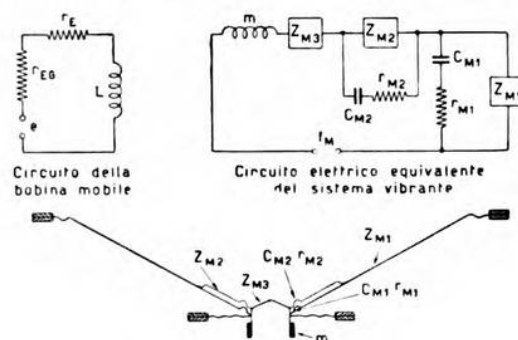 r_E
r_EG
L
e
Circuito della
bobina mobile
m
Z_M3
Z_M2
C_M2
r_M2
C_M1
r_M1
f_M
Circuito elettrico equivalente
del sistema vibrante
Z_M2
Z_M3
C_M2 r_M2
Z_M1
C_M1 r_M1
m